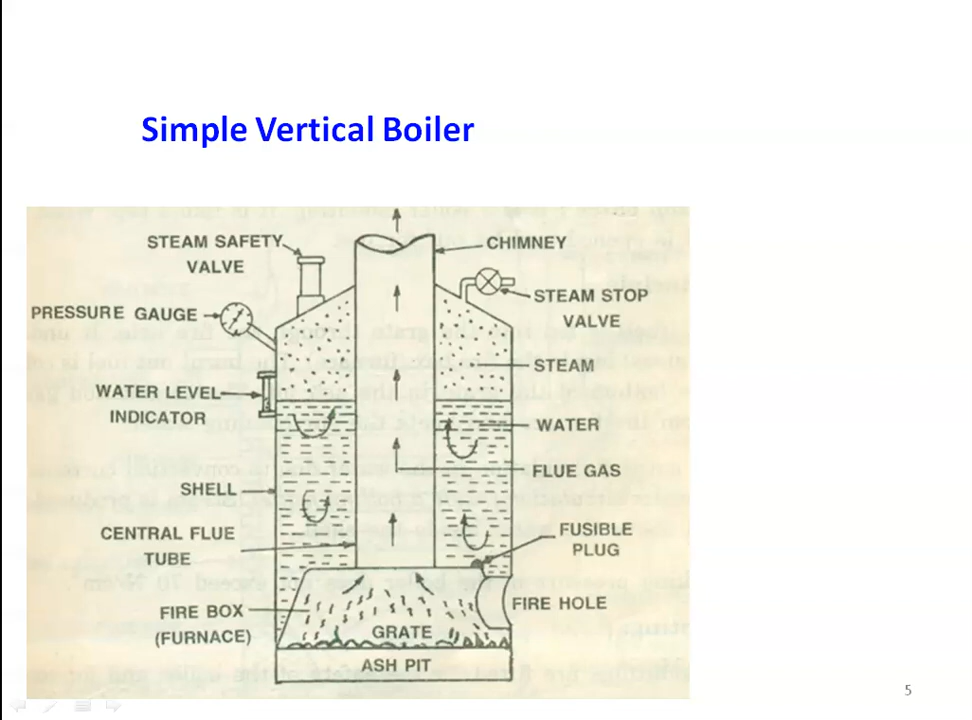 Simple Vertical Boiler
STEAM SAFETY
VALVE
CHIMNEY
STEAM STOP
VALVE
PRESSURE GAUGE
STEAM
WATER LEVEL
INDICATOR
WATER
FLUE GAS
SHELL
CENTRAL FLUE
TUBE
FUSIBLE
PLUG
FIRE BOX
(FURNACE)
GRATE
FIRE HOLE
ASH PIT
5